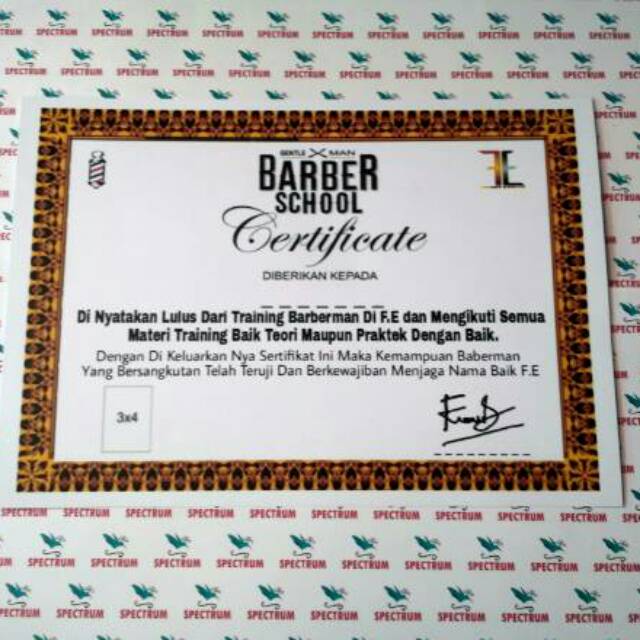 GENTLE MAN
BARBER
SCHOOL
FE
Certificate
DIBERIKAN KEPADA
Di Nyatakan Lulus Dari Training Barberman Di F.E dan Mengikuti Semua
Materi Training Baik Teori Maupun Praktek Dengan Baik.
Dengan Di Keluarkan Nya Sertifikat Ini Maka Kemampuan Baberman
Yang Bersangkutan Telah Teruji Dan Berkewajiban Menjaga Nama Baik F.E
3x4
SPECTRUM